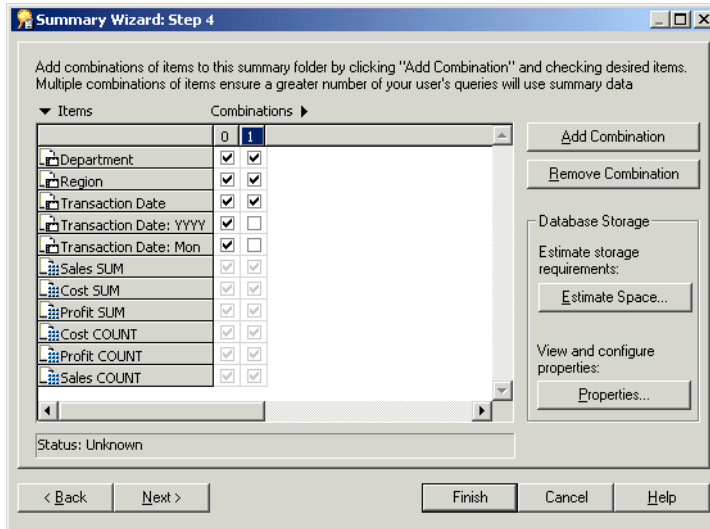 Summary Wizard: Step 4
Add combinations of items to this summary folder by clicking "Add Combination" and checking desired items.
Multiple combinations of items ensure a greater number of your user's queries will use summary data
Items Combinations
0 1
Department
Region
Transaction Date
Transaction Date: YYYY
Transaction Date: Mon
Sales SUM
Cost SUM
Profit SUM
Cost COUNT
Profit COUNT
Sales COUNT
Add Combination
Remove Combination
Database Storage
Estimate storage
requirements:
Estimate Space...
View and configure
properties:
Properties...
Status: Unknown
< Back Next > Finish Cancel Help